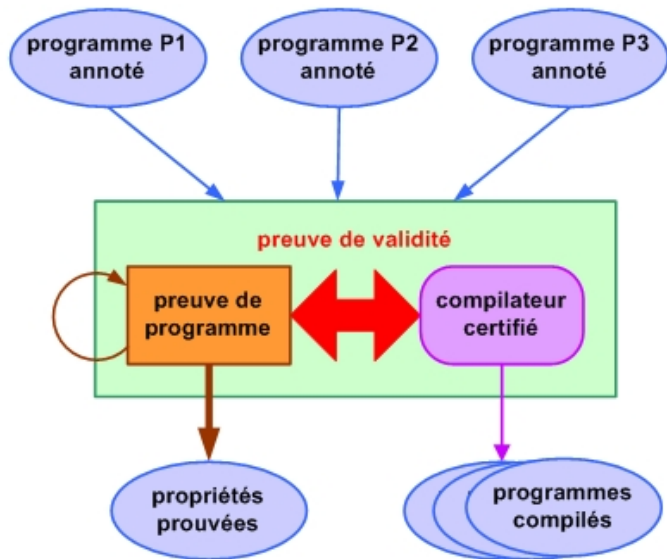 programme P1
annoté
programme P2
annoté
programme P3
annoté
preuve de validité
preuve de
programme
compilateur
certifié
propriétés
prouvées
programmes
compilés